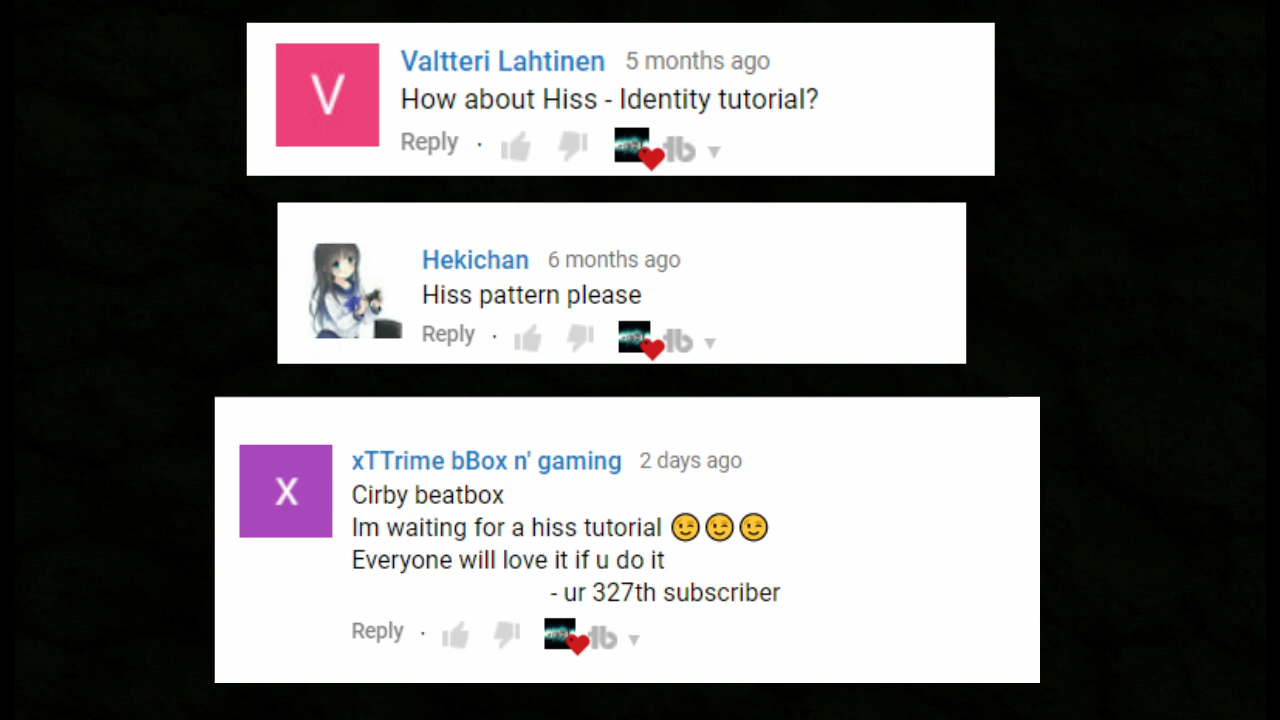 V
Valtteri Lahtinen 5 months ago
How about Hiss - Identity tutorial?
Reply ·
Hekichan 6 months ago
Hiss pattern please
Reply ·
x
xTTrime bBox n' gaming 2 days ago
Cirby beatbox
Im waiting for a hiss tutorial 😉😉😉
Everyone will love it if u do it
- ur 327th subscriber
Reply ·